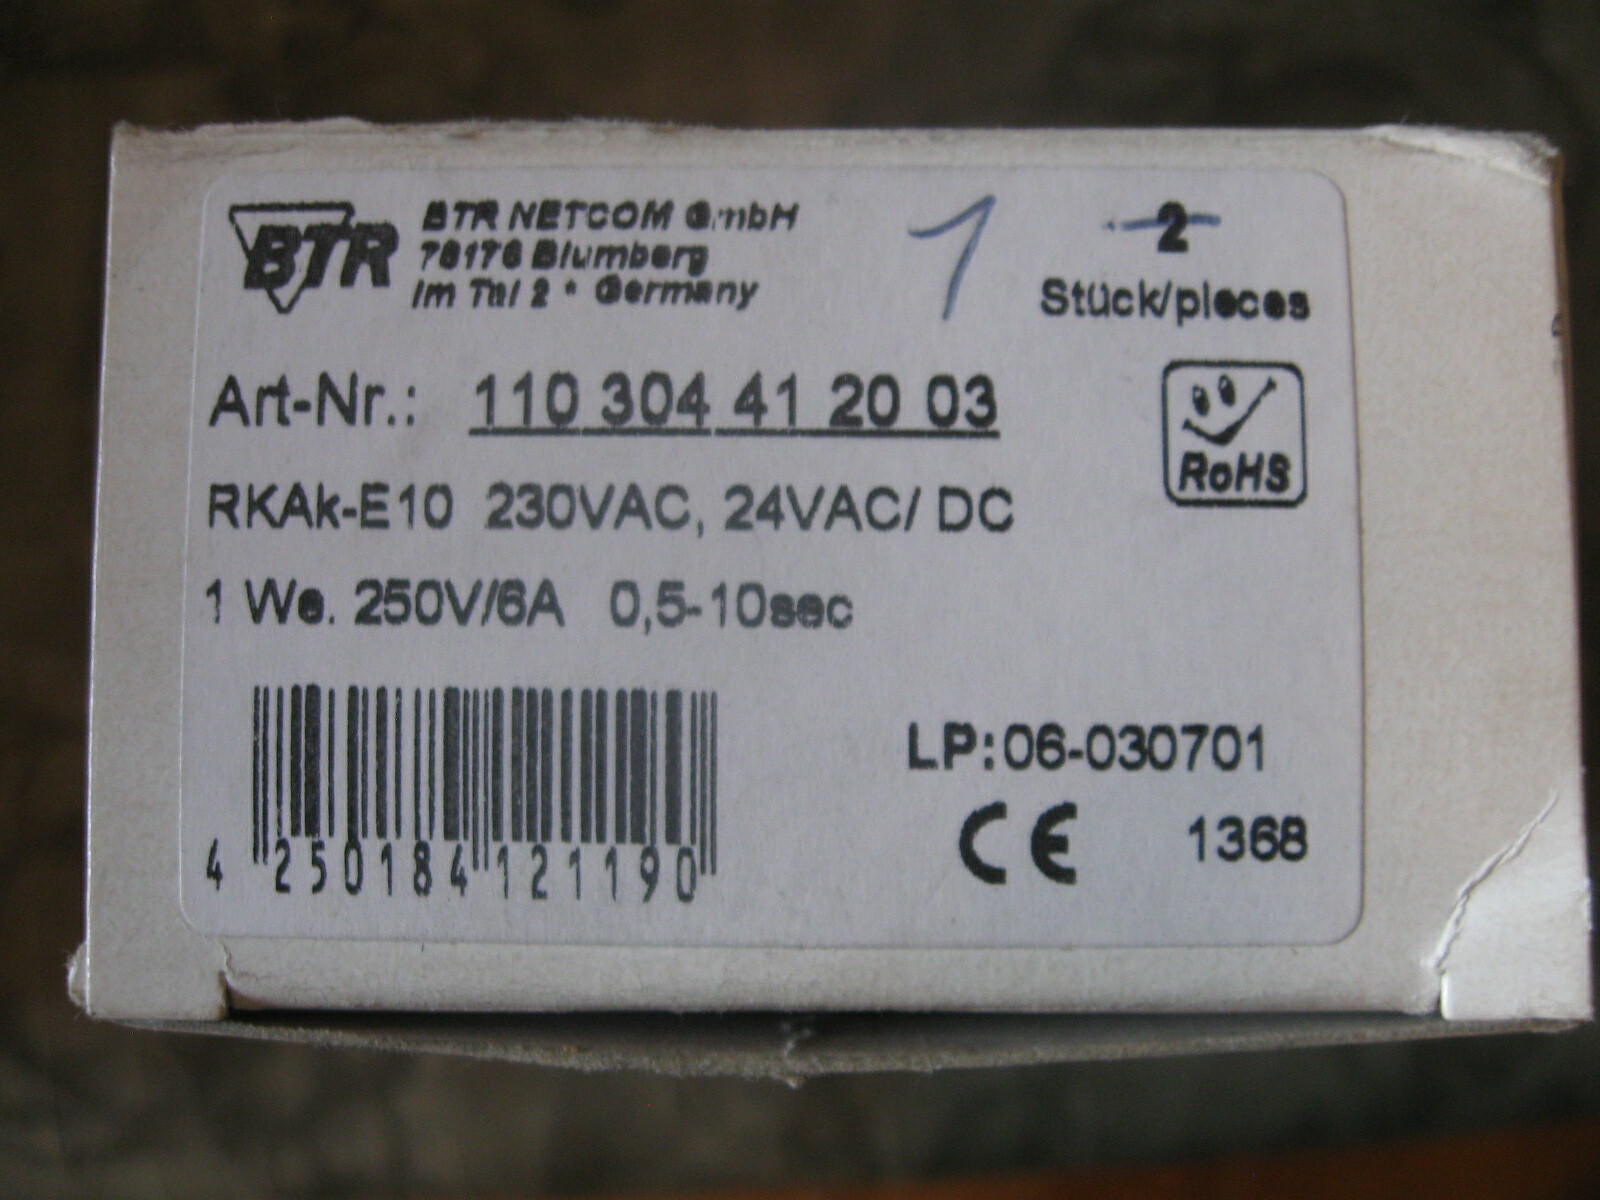 BTR
BTR NETCOM GmbH
78176 Blumberg
Im Tal 2 * Germany
1
2
Stück/pieces
Art-Nr.: 110 304 41 20 03
RoHS
RKAk-E10 230VAC, 24VAC/ DC
1 We. 250V/6A 0,5-10sec
LP:06-030701
CE 1368
4 250184 121190